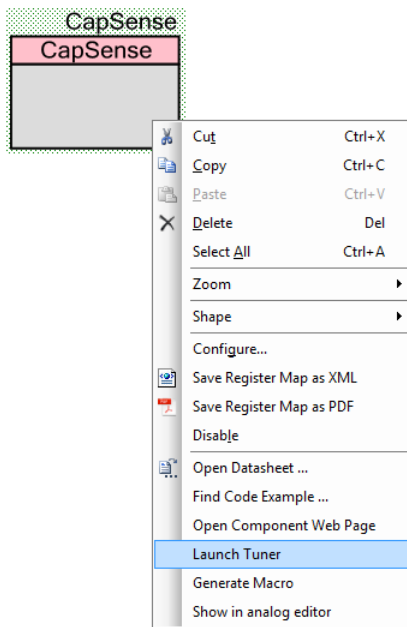 CapSense
CapSense
Cut Ctrl+X
Copy Ctrl+C
Paste Ctrl+V
Delete Del
Select All Ctrl+A
Zoom
Shape
Configure...
Save Register Map as XML
Save Register Map as PDF
Disable
Open Datasheet ...
Find Code Example ...
Open Component Web Page
Launch Tuner
Generate Macro
Show in analog editor